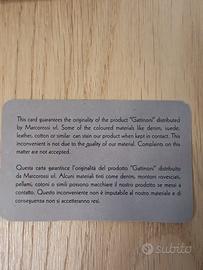 This card guarantees the originality of the product "Gattinoni" distributed
by Marcorossi srl. Some of the coloured materials like denim, suede,
leather, cotton or similar can stain our product when kept in contact. This
inconvenient is not due to the quality of our material. Complaints on this
matter are not accepted.
Questa carta garantisce l'originalità del prodotto "Gattinoni" distribuito
da Marcorossi srl. Alcuni materiali tinti come denim, montoni rovesciati,
pellami, cotoni o simili possono macchiare il nostro prodotto se messi a
contatto. Questo inconveniente non è imputabile al nostro materiale e di
conseguenza non si accetteranno resi.
subito